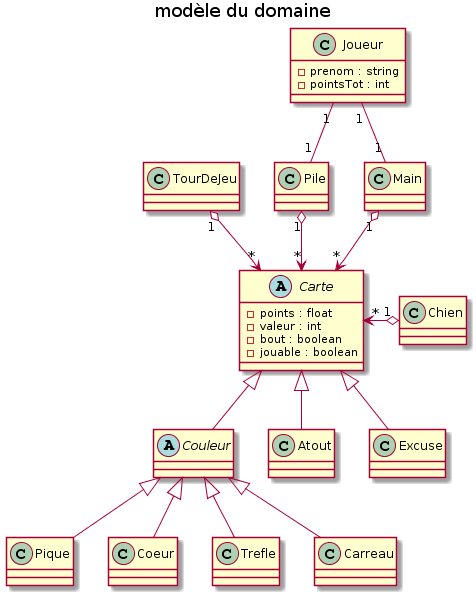 modèle du domaine
C Joueur
prenom : string
pointsTot : int
1 1
1 1
C TourDeJeu
C Pile
C Main
1 1 1
* * *
A Carte
points : float
valeur : int
bout : boolean
jouable : boolean
* 1
C Chien
A Couleur
C Atout
C Excuse
C Pique
C Coeur
C Trefle
C Carreau